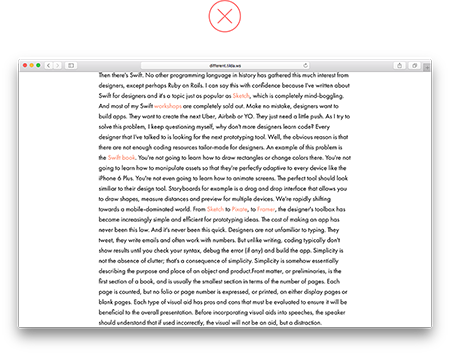 different.tilda.ws
Then there's Swift. No other programming language in history has gathered this much interest from
designers, except perhaps Ruby on Rails. I can say this with confidence because I've written about
Swift for designers and it's a topic just as popular as Sketch, which is completely mind-boggling.
And most of my Swift workshops are completely sold out. Make no mistake, designers want to
build apps. They want to create the next Uber, Airbnb or YO. They just need a little push. As I try to
solve this problem, I keep questioning myself, why don't more designers learn code? Every
designer that I've talked to is looking for the next prototyping tool. Well, the obvious reason is that
there are not enough coding resources tailor-made for designers. An example of this problem is
the Swift book. You're not going to learn how to draw rectangles or change colors there. You're not
going to learn how to manipulate assets so that they're perfectly adaptive to every device like the
iPhone 6 Plus. You're not even going to learn how to animate screens. The perfect tool should look
similar to their design tool. Storyboards for example is a drag and drop interface that allows you
to draw shapes, measure distances and preview for multiple devices. We're rapidly shifting
towards a mobile-dominated world. From Sketch to Pixate, to Framer, the designer's toolbox has
become increasingly simple and efficient for prototyping ideas. The cost of making an app has
never been this low. And it's never been this quick. Designers are not unfamiliar to typing. They
tweet, they write emails and often work with numbers. But unlike writing, coding typically don't
show results until you check your syntax, debug the error (if any) and build the app. Simplicity is
not the absence of clutter; that's a consequence of simplicity. Simplicity is somehow essentially
describing the purpose and place of an object and product.Front matter, or preliminaries, is the
first section of a book, and is usually the smallest section in terms of the number of pages. Each
page is counted, but no folio or page number is expressed, or printed, on either display pages or
blank pages. Each type of visual aid has pros and cons that must be evaluated to ensure it will be
beneficial to the overall presentation. Before incorporating visual aids into speeches, the speaker
should understand that if used incorrectly, the visual will not be an aid, but a distraction.